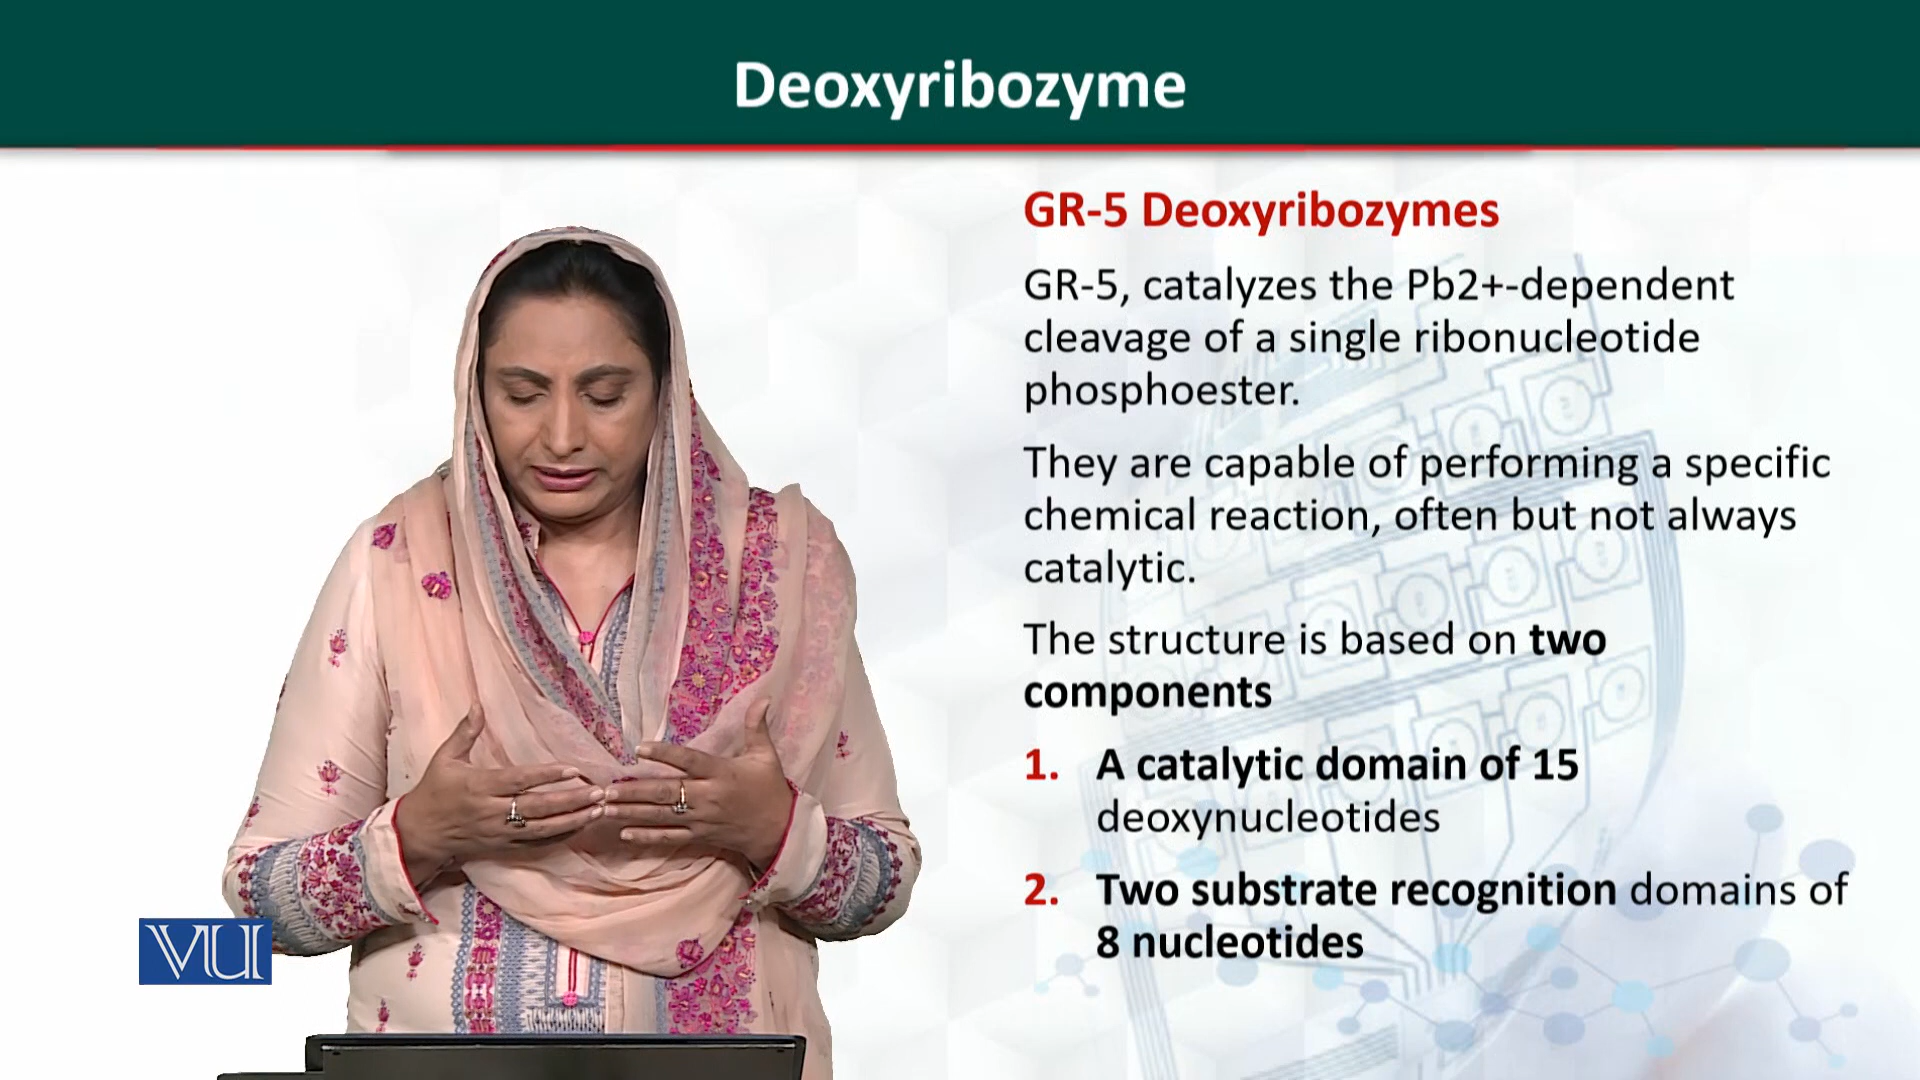 Deoxyribozyme
GR-5 Deoxyribozymes
GR-5, catalyzes the Pb2+-dependent
cleavage of a single ribonucleotide
phosphoester.
They are capable of performing a specific
chemical reaction, often but not always
catalytic.
The structure is based on two
components
1. A catalytic domain of 15
deoxynucleotides
2. Two substrate recognition domains of
8 nucleotides
VU